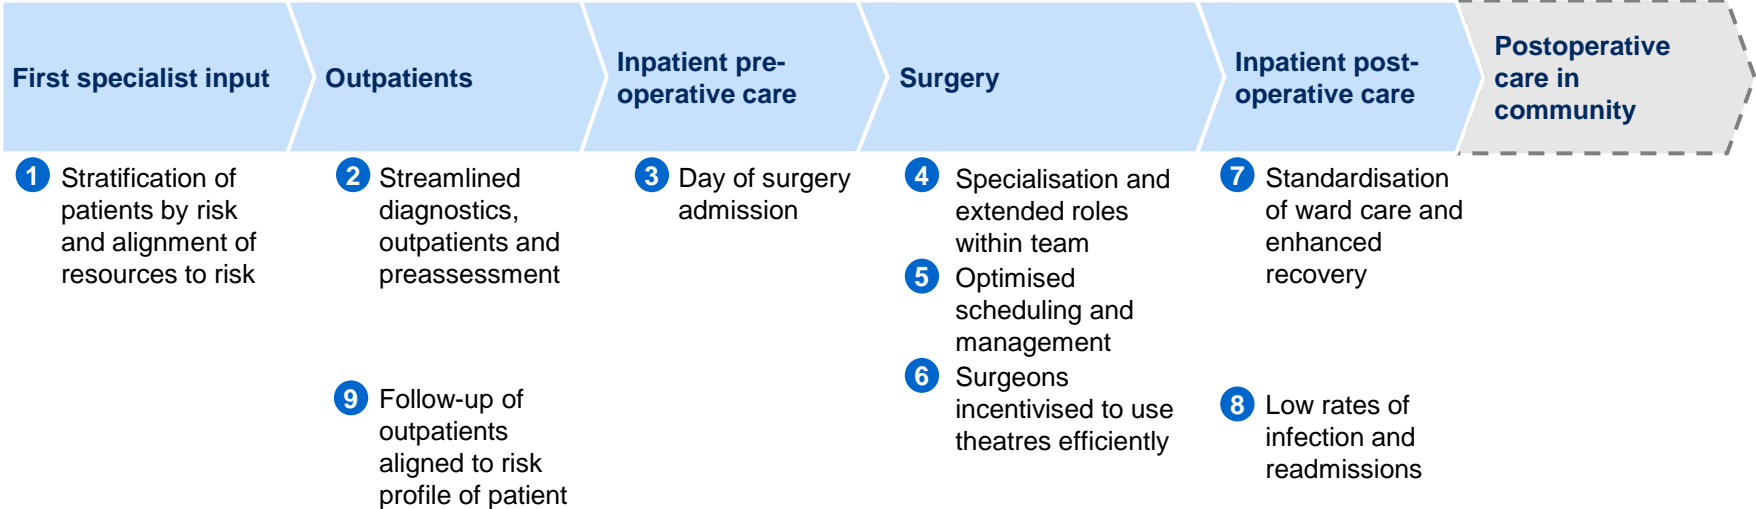 First specialist input
Outpatients
Inpatient pre-
operative care
Surgery
Inpatient post-
operative care
Postoperative
care in
community
1 Stratification of
patients by risk
and alignment of
resources to risk
2 Streamlined
diagnostics,
outpatients and
preassessment
9 Follow-up of
outpatients
aligned to risk
profile of patient
3 Day of surgery
admission
4 Specialisation and
extended roles
within team
5 Optimised
scheduling and
management
6 Surgeons
incentivised to use
theatres efficiently
7 Standardisation
of ward care and
enhanced
recovery
8 Low rates of
infection and
readmissions